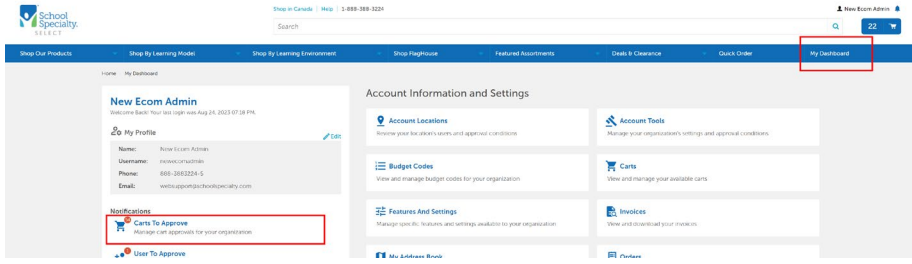 Shop in Canada | Help | 1-888-388-3224
New Ecom Admin
School
Specialty.
SELECT
Search
22
Shop Our Products
Shop By Learning Model
Shop By Learning Environment
Shop FlagHouse
Featured Assortments
Deals & Clearance
Quick Order
My Dashboard
Home My Dashboard
New Ecom Admin
Welcome Back! Your last login was Aug 24, 2023 07:18 PM.
My Profile
Edit
Name: New Ecom Admin
Username: newecomadmin
Phone: 888-3883224-5
Email: websupport@schoolspecialty.com
Notifications
Carts To Approve
Manage cart approvals for your organization
User To Approve
Account Information and Settings
Account Locations
Review your location's users and approval conditions
Account Tools
Manage your organization's settings and approval conditions
Budget Codes
View and manage budget codes for your organization
Carts
View and manage your available carts
Features And Settings
Manage specific features and settings available to your organization
Invoices
View and download your invoices
My Address Book
Orders